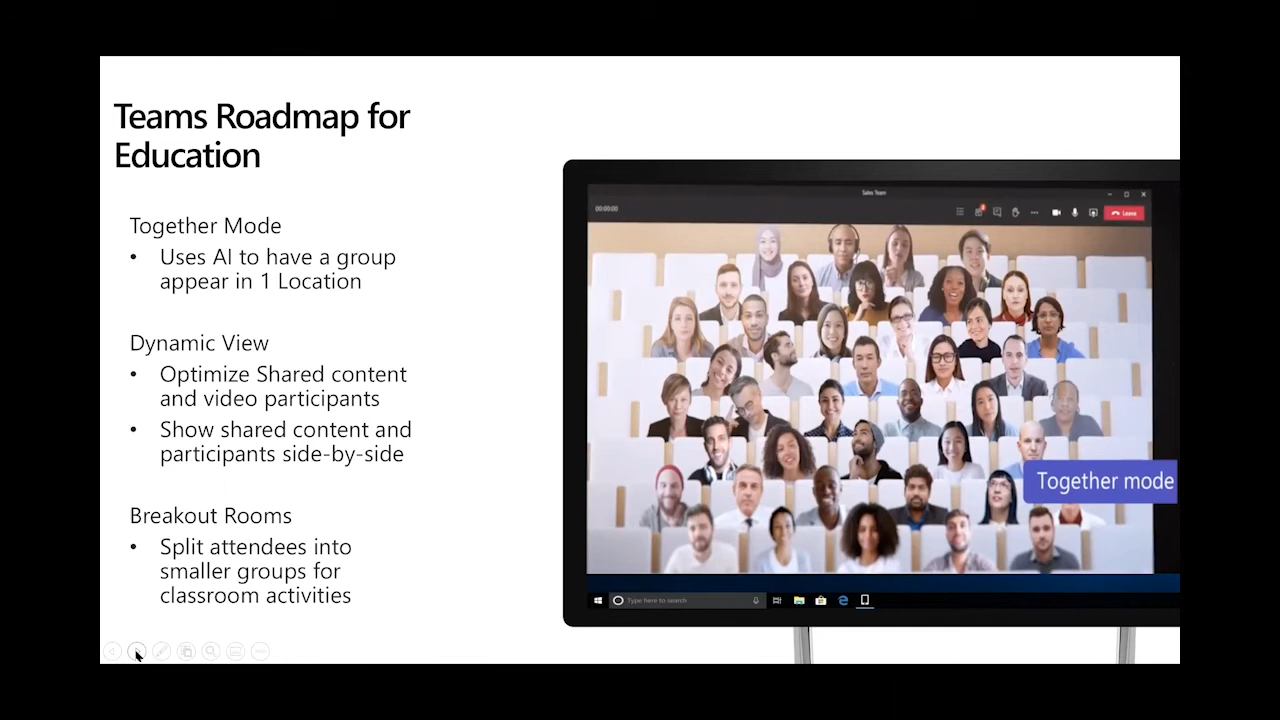 Teams Roadmap for
Education
Together Mode
• Uses AI to have a group
appear in 1 Location
Dynamic View
• Optimize Shared content
and video participants
• Show shared content and
participants side-by-side
Breakout Rooms
• Split attendees into
smaller groups for
classroom activities
Sales Team
00:00:00
Leave
Together mode
Type here to search